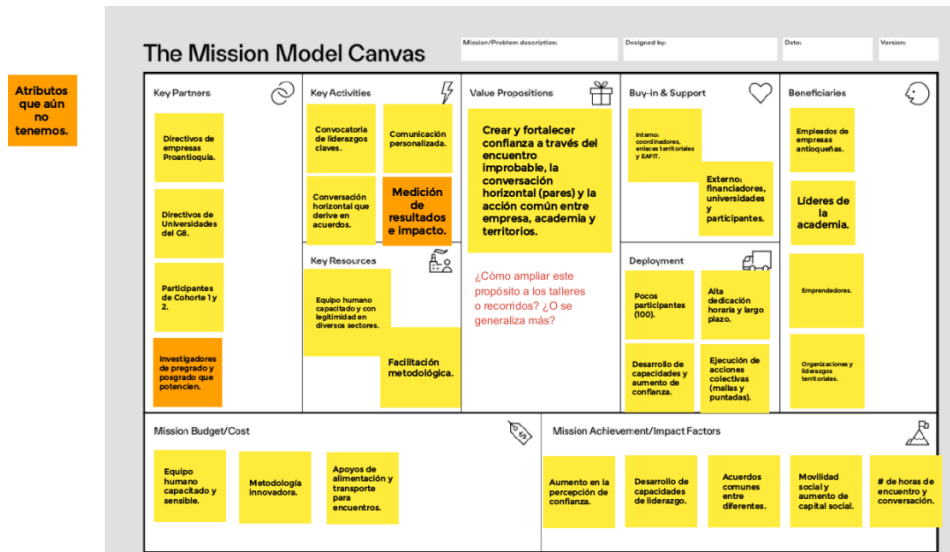 The Mission Model Canvas
Mission/Problem description:
Designed by:
Date:
Version:
Atributos
que aún
no
tenemos.
Key Partners
Directivos de
empresas
Proantioquia.
Directivos de
Universidades
del G8.
Participantes
de Cohorte 1 y
2.
Investigadores
de pregrado y
posgrado que
potencien.
Key Activities
Convocatoria
de liderazgos
claves.
Comunicación
personalizada.
Conversación
horizontal que
derive en
acuerdos.
Medición
de
resultados
e impacto.
Key Resources
Equipo humano
capacitado y con
legitimidad en
diversos sectores.
Facilitación
metodológica.
Value Propositions
Crear y fortalecer
confianza a través del
encuentro
improbable, la
conversación
horizontal (pares) y la
acción común entre
empresa, academia y
territorios.
¿Cómo ampliar este
propósito a los talleres
o recorridos? ¿O se
generaliza más?
Buy-in & Support
Interno:
coordinadores,
enlaces territoriales
y EAFIT.
Externo:
financiadores,
universidades
y
participantes.
Deployment
Pocos
participantes
(100).
Alta
dedicación
horaria y largo
plazo.
Desarrollo de
capacidades y
aumento de
confianza.
Ejecución de
acciones
colectivas
(mallas y
puntadas).
Beneficiaries
Empleados de
empresas
antioqueñas.
Líderes de
la
academia.
Emprendedores.
Organizaciones y
liderazgos
territoriales.
Mission Budget/Cost
Equipo
humano
capacitado y
sensible.
Metodología
innovadora.
Apoyos de
alimentación y
transporte
para
encuentros.
Mission Achievement/Impact Factors
Aumento en la
percepción de
confianza.
Desarrollo de
capacidades
de liderazgo.
Acuerdos
comunes
entre
diferentes.
Movilidad
social y
aumento de
capital social.
# de horas de
encuentro y
conversación.